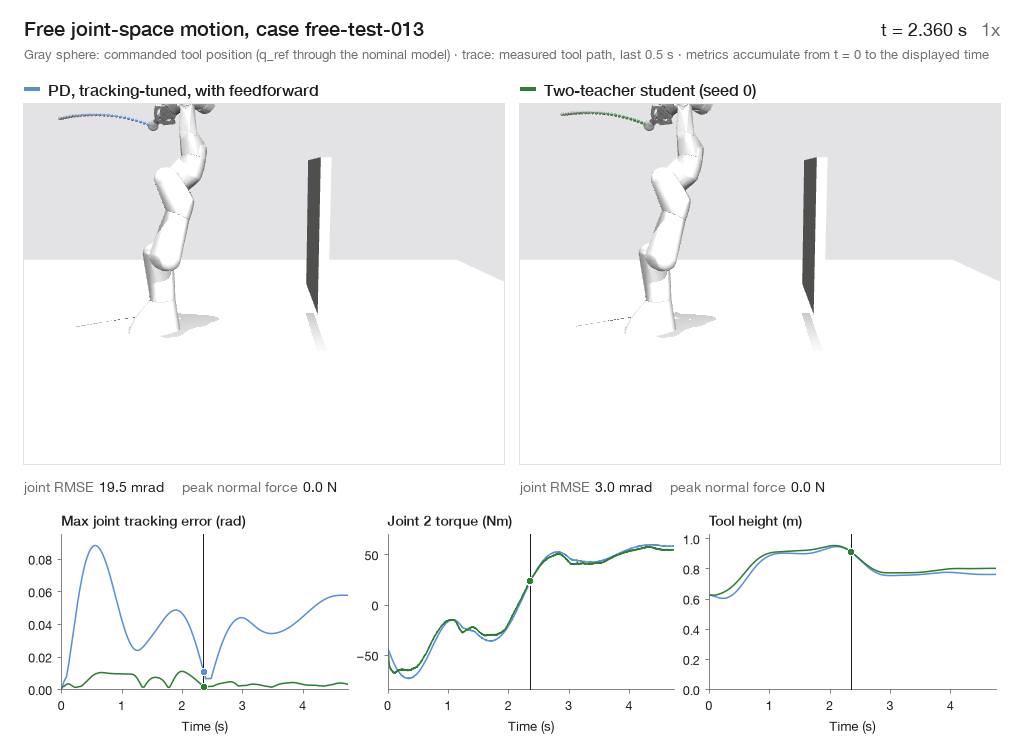 Free joint-space motion, case free-test-013
t = 2.360 s 1x
Gray sphere: commanded tool position (q_ref through the nominal model) · trace: measured tool path, last 0.5 s · metrics accumulate from t = 0 to the displayed time
PD, tracking-tuned, with feedforward
Two-teacher student (seed 0)
joint RMSE 19.5 mrad peak normal force 0.0 N
joint RMSE 3.0 mrad peak normal force 0.0 N
Max joint tracking error (rad)
0.08
0.06
0.04
0.02
0.00
0 1 2 3 4
Time (s)
Joint 2 torque (Nm)
50
0
−50
0 1 2 3 4
Time (s)
Tool height (m)
1.0
0.8
0.6
0.4
0.2
0.0
0 1 2 3 4
Time (s)